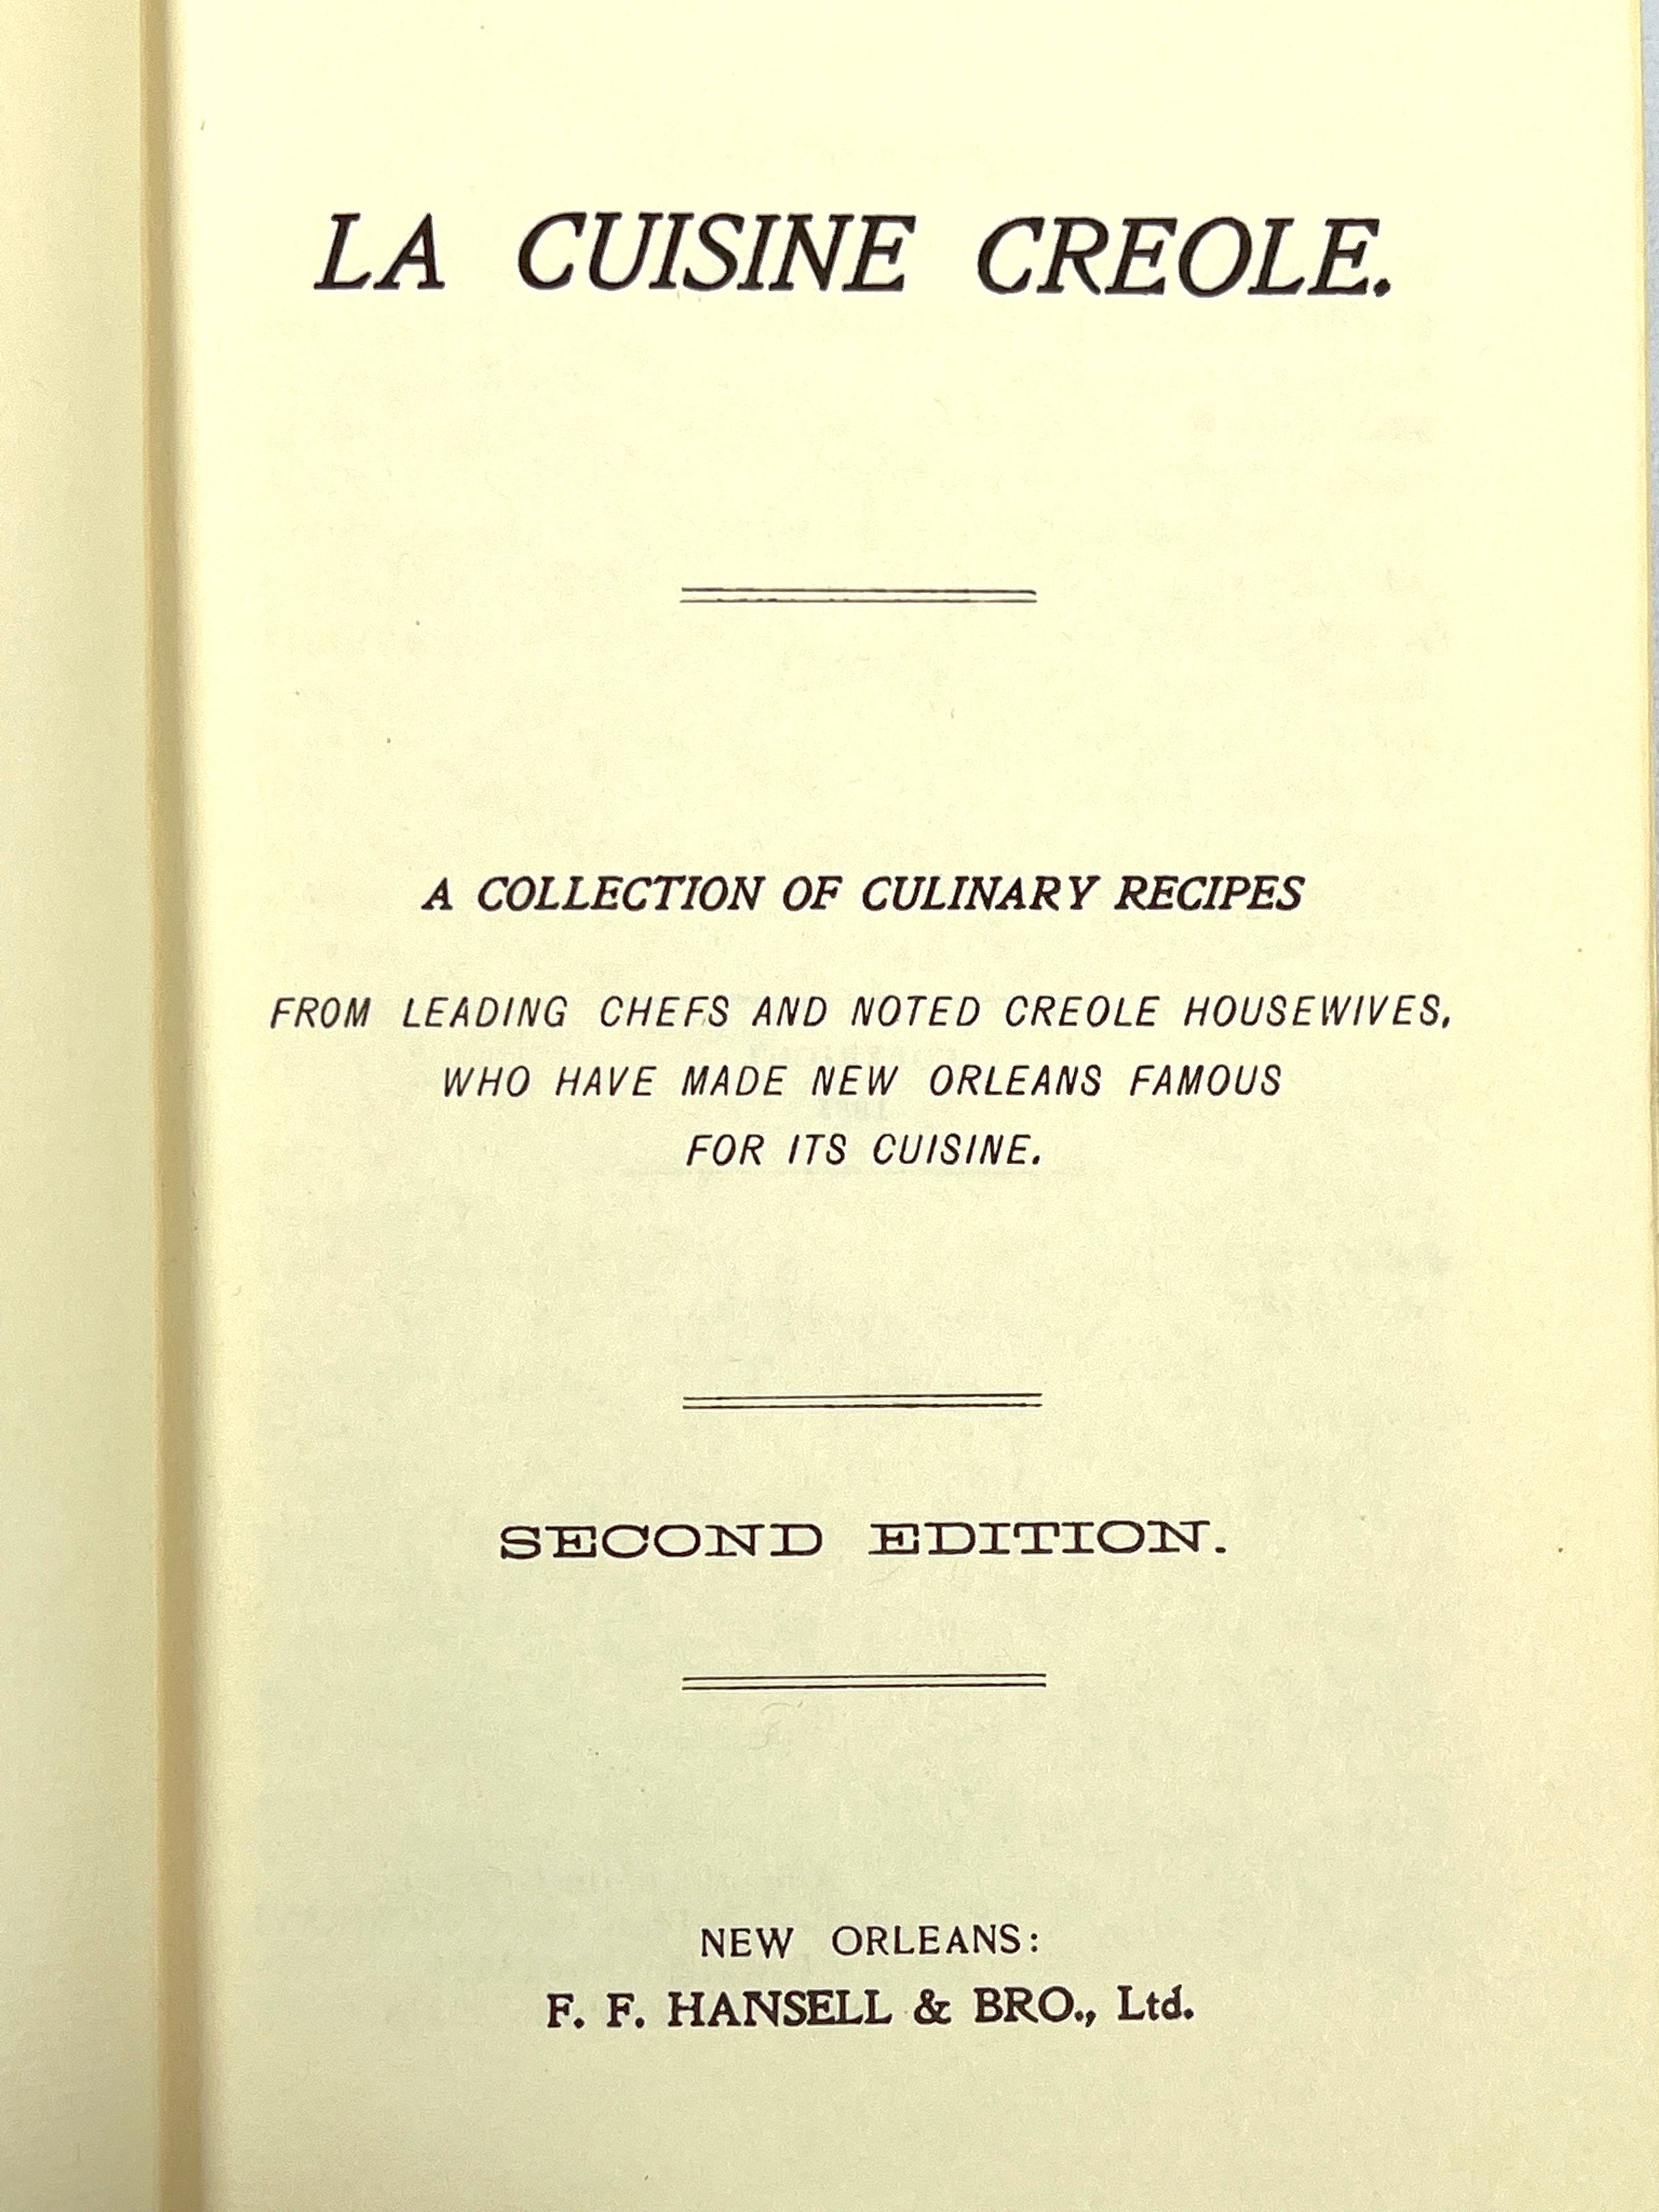 LA CUISINE CREOLE.
A COLLECTION OF CULINARY RECIPES
FROM LEADING CHEFS AND NOTED CREOLE HOUSEWIVES,
WHO HAVE MADE NEW ORLEANS FAMOUS
FOR ITS CUISINE.
SECOND EDITION.
NEW ORLEANS:
F. F. HANSELL & BRO., Ltd.